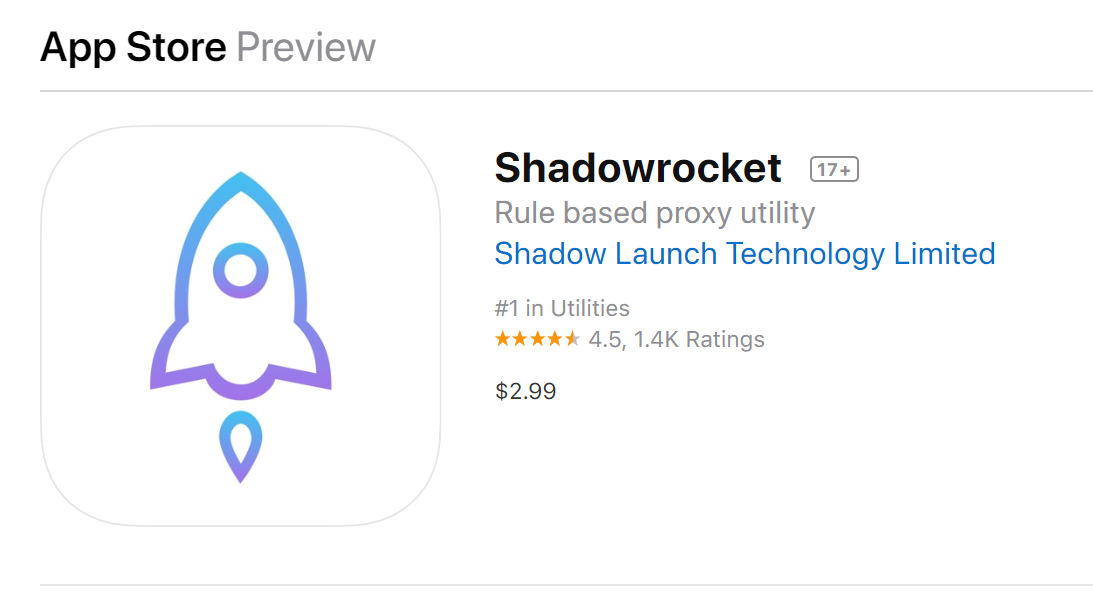 App Store Preview
Shadowrocket 17+
Rule based proxy utility
Shadow Launch Technology Limited
#1 in Utilities
4.5, 1.4K Ratings
$2.99